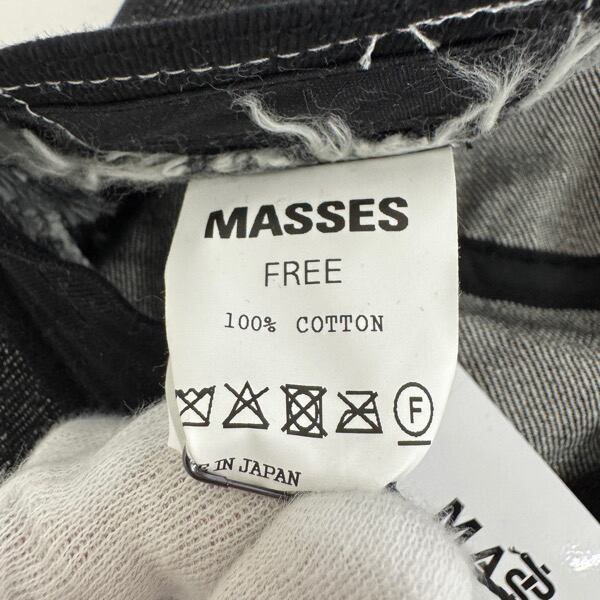 MASSES
FREE
100% COTTON
F
IN JAPAN